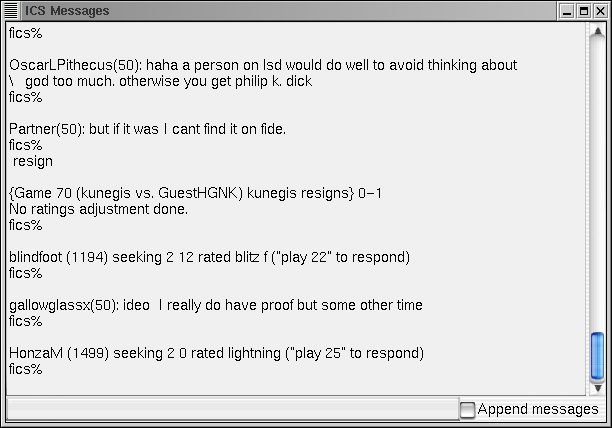 ICS Messages
fics%
OscarLPithecus(50): haha a person on lsd would do well to avoid thinking about
\   god too much. otherwise you get philip k. dick
fics%
Partner(50): but if it was I cant find it on fide.
fics%
resign
{Game 70 (kunegis vs. GuestHGNK) kunegis resigns} 0-1
No ratings adjustment done.
fics%
blindfoot (1194) seeking 2 12 rated blitz f ("play 22" to respond)
fics%
gallowglassx(50): ideo  I really do have proof but some other time
fics%
HonzaM (1499) seeking 2 0 rated lightning ("play 25" to respond)
fics%
Append messages